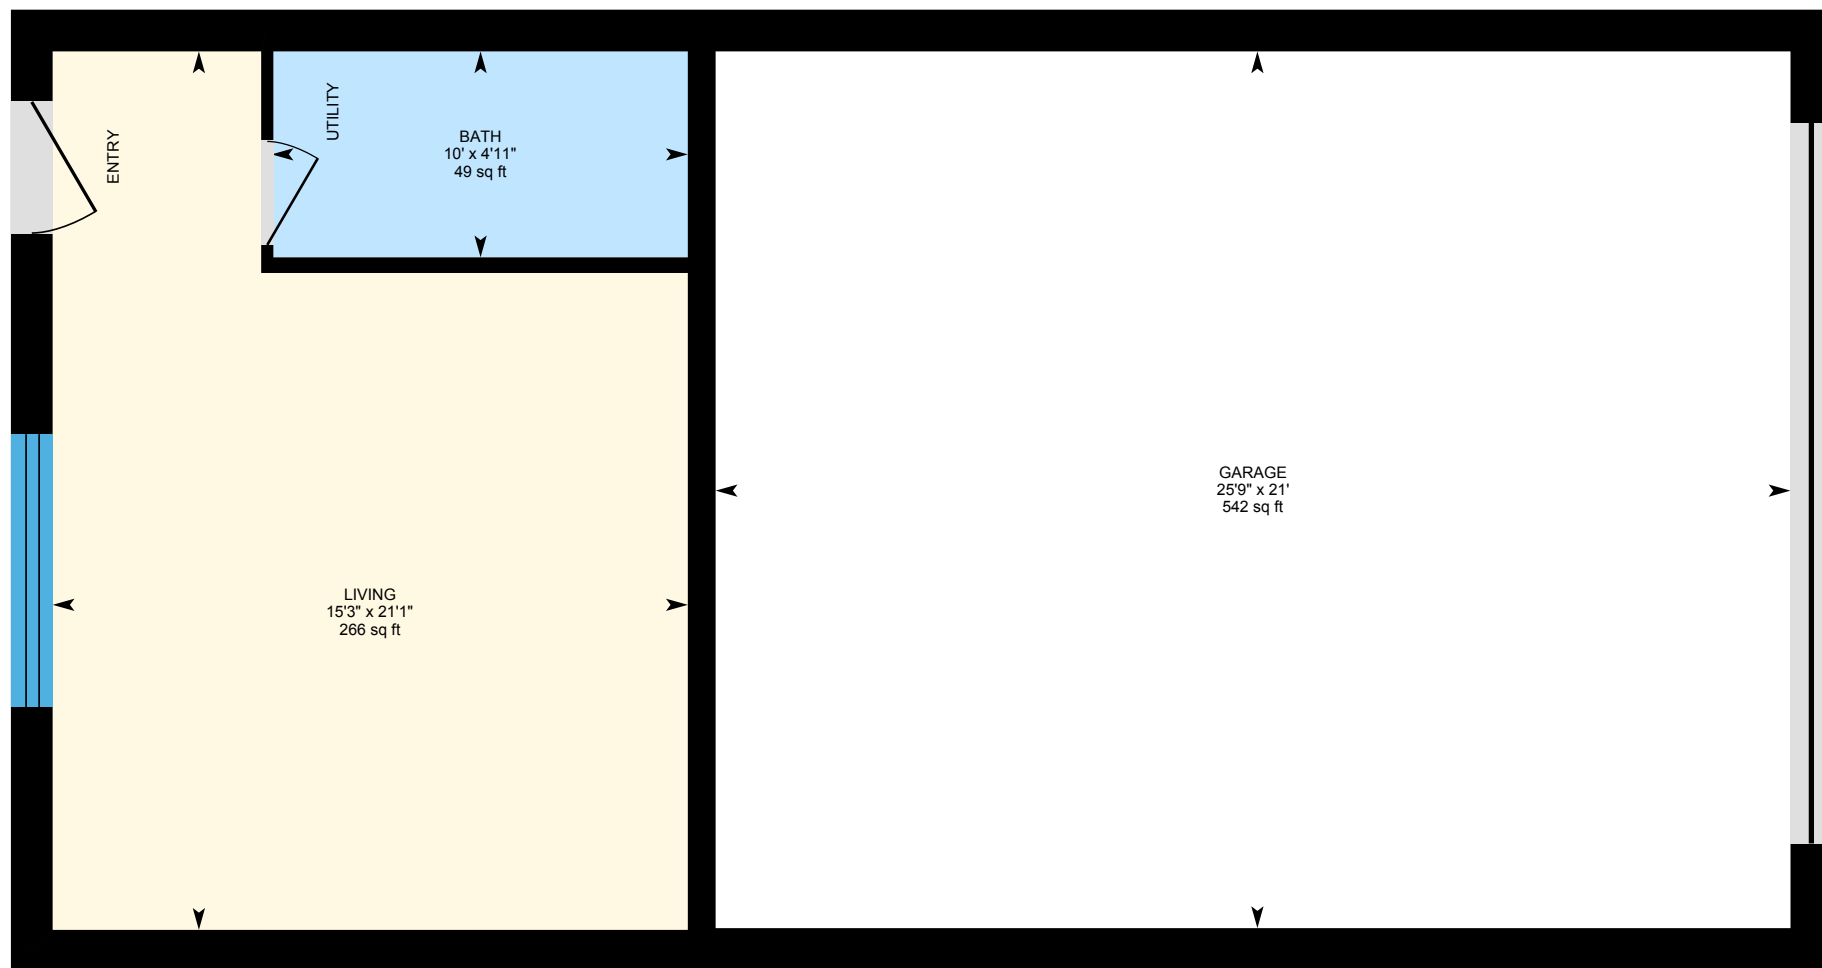 ENTRY
UTILITY
BATH
10' x 4'11"
49 sq ft
GARAGE
25'9" x 21'
542 sq ft
LIVING
15'3" x 21'1"
266 sq ft